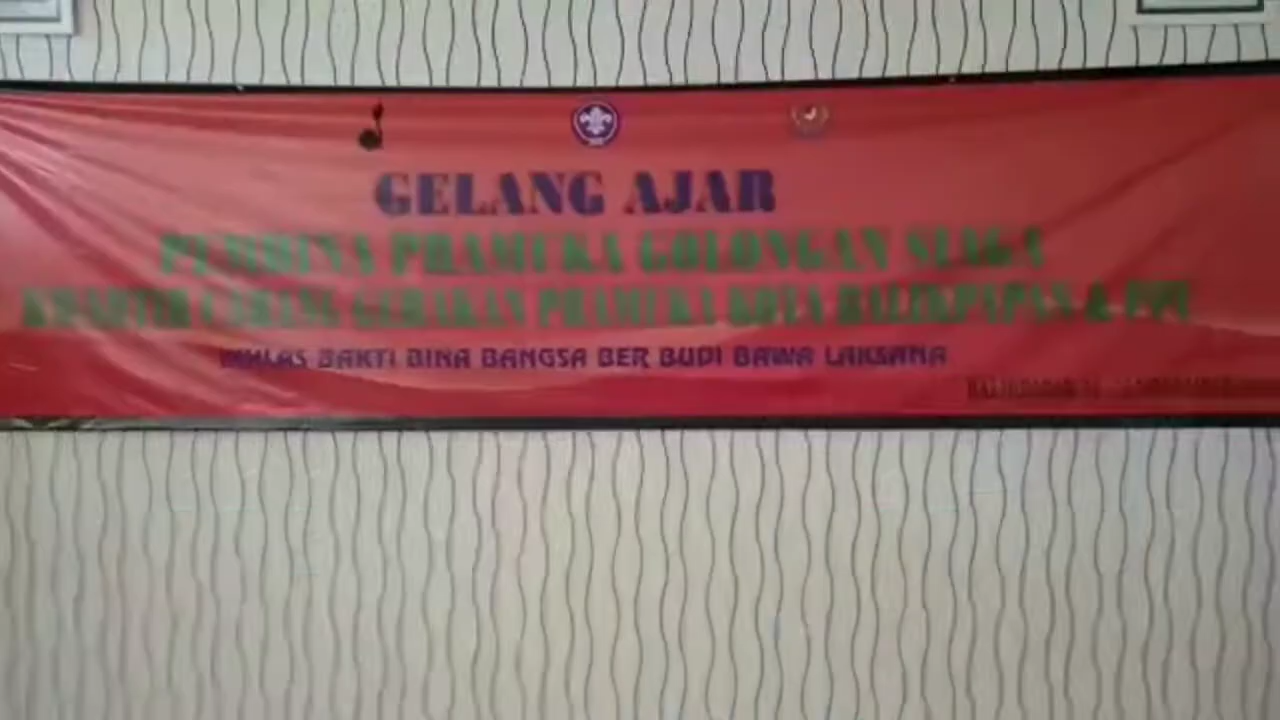 GELANG AJAR
PEMBINA PRAMUKA GOLONGAN SIAGA
KWARTIR CABANG GERAKAN PRAMUKA KOTA BALIKPAPAN & PPU
IKHLAS BAKTI BINA BANGSA BER BUDI BAWA LAKSANA
BALIKPAPAN